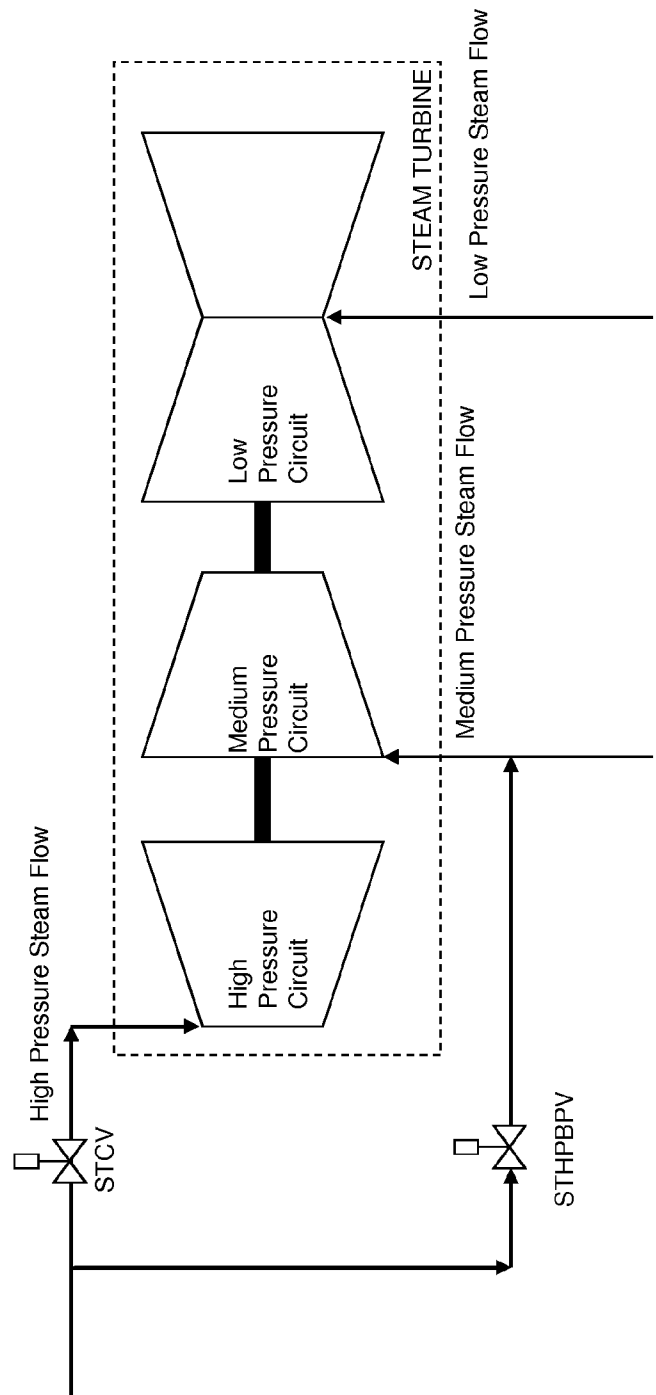 High Pressure Steam Flow
STCV
High
Pressure
Circuit
Medium
Pressure
Circuit
Low
Pressure
Circuit
STEAM TURBINE
STHPBPV
Medium Pressure Steam Flow
Low Pressure Steam Flow